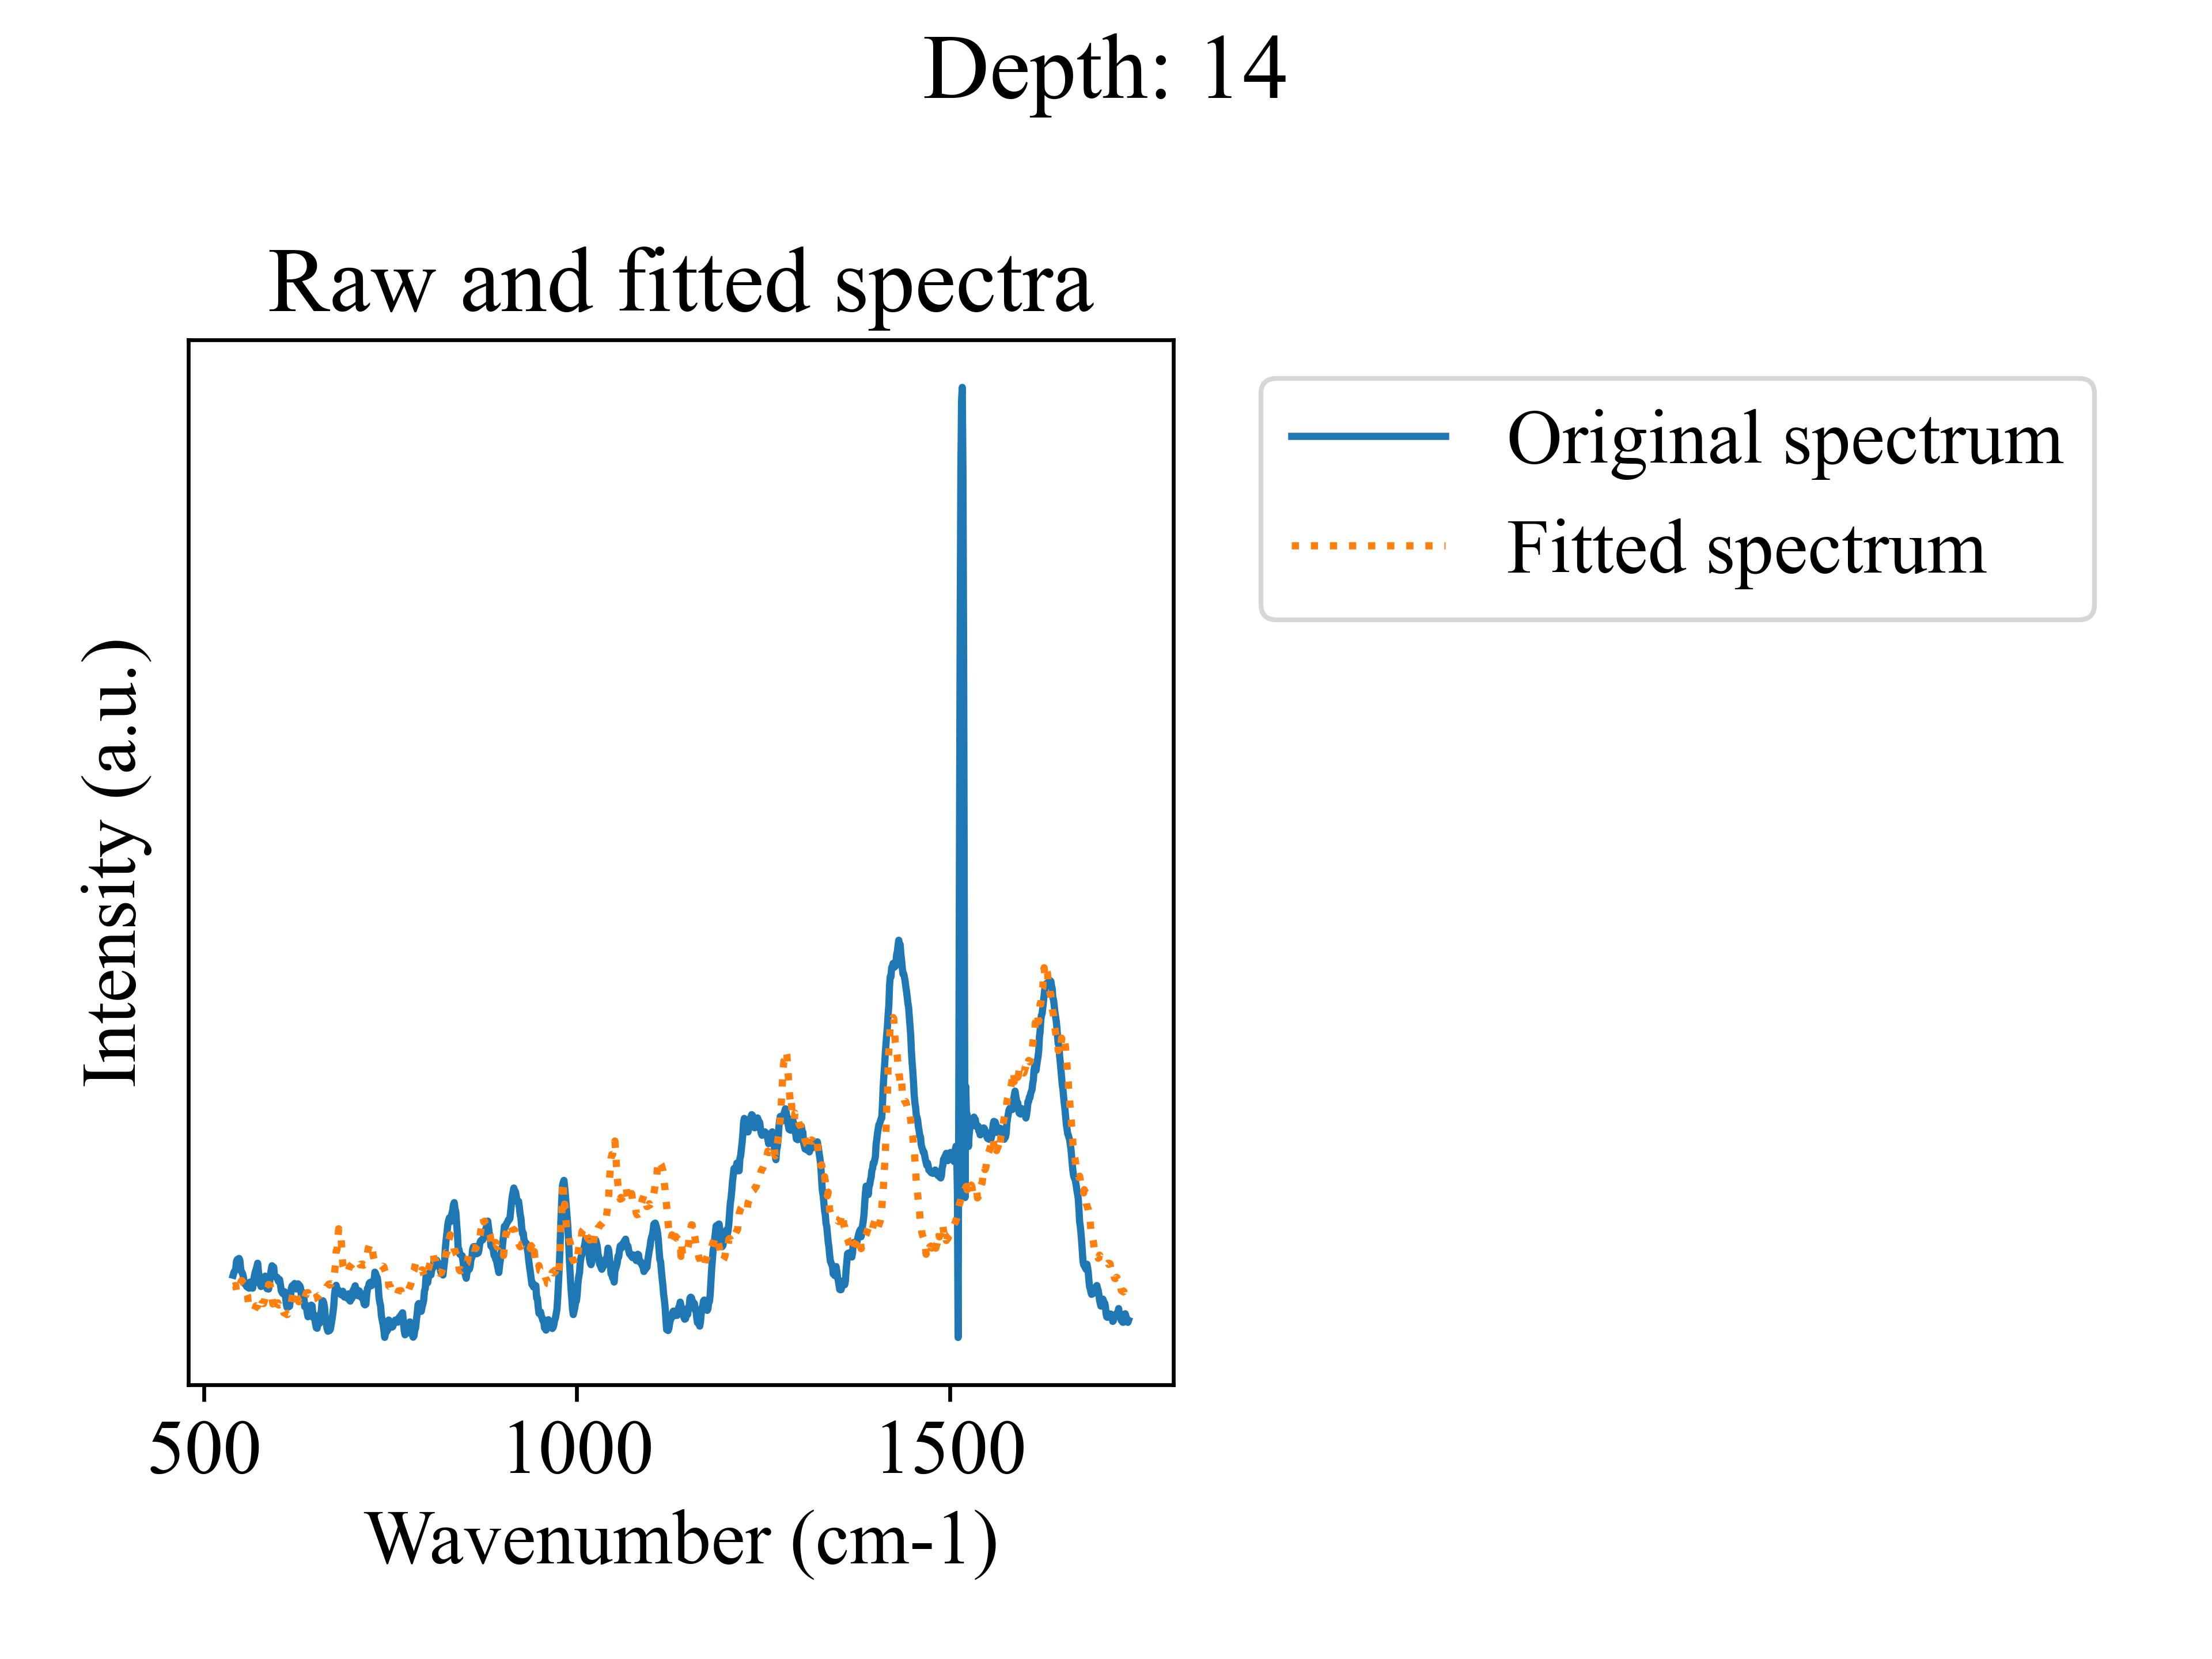 Depth: 14
Raw and fitted spectra
Original spectrum
Fitted spectrum
Intensity (a.u.)
500 1000 1500
Wavenumber (cm-1)